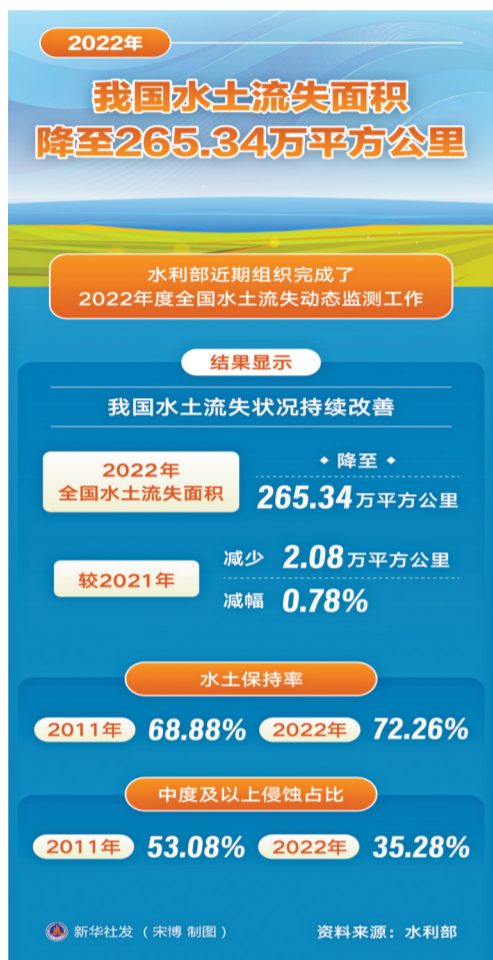 2022年
我国水土流失面积
降至265.34万平方公里
水利部近期组织完成了
2022年度全国水土流失动态监测工作
结果显示
我国水土流失状况持续改善
2022年
全国水土流失面积
降至
265.34万平方公里
较2021年
减少 2.08万平方公里
减幅 0.78%
水土保持率
2011年 68.88% 2022年 72.26%
中度及以上侵蚀占比
2011年 53.08% 2022年 35.28%
新华社发（宋博 制图） 资料来源：水利部